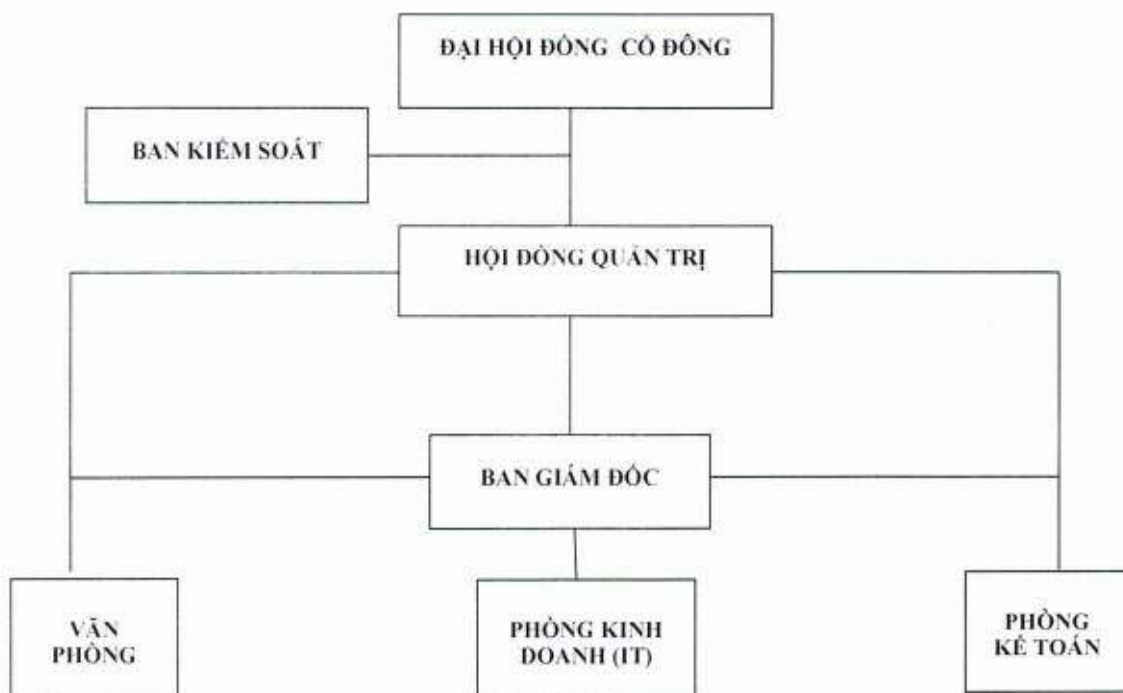 ĐẠI HỘI ĐỒNG CỔ ĐÔNG
BAN KIỂM SOÁT
HỘI ĐỒNG QUẢN TRỊ
BAN GIÁM ĐỐC
VĂN
PHÒNG
PHÒNG KINH
DOANH (IT)
PHÒNG
KẾ TOÁN